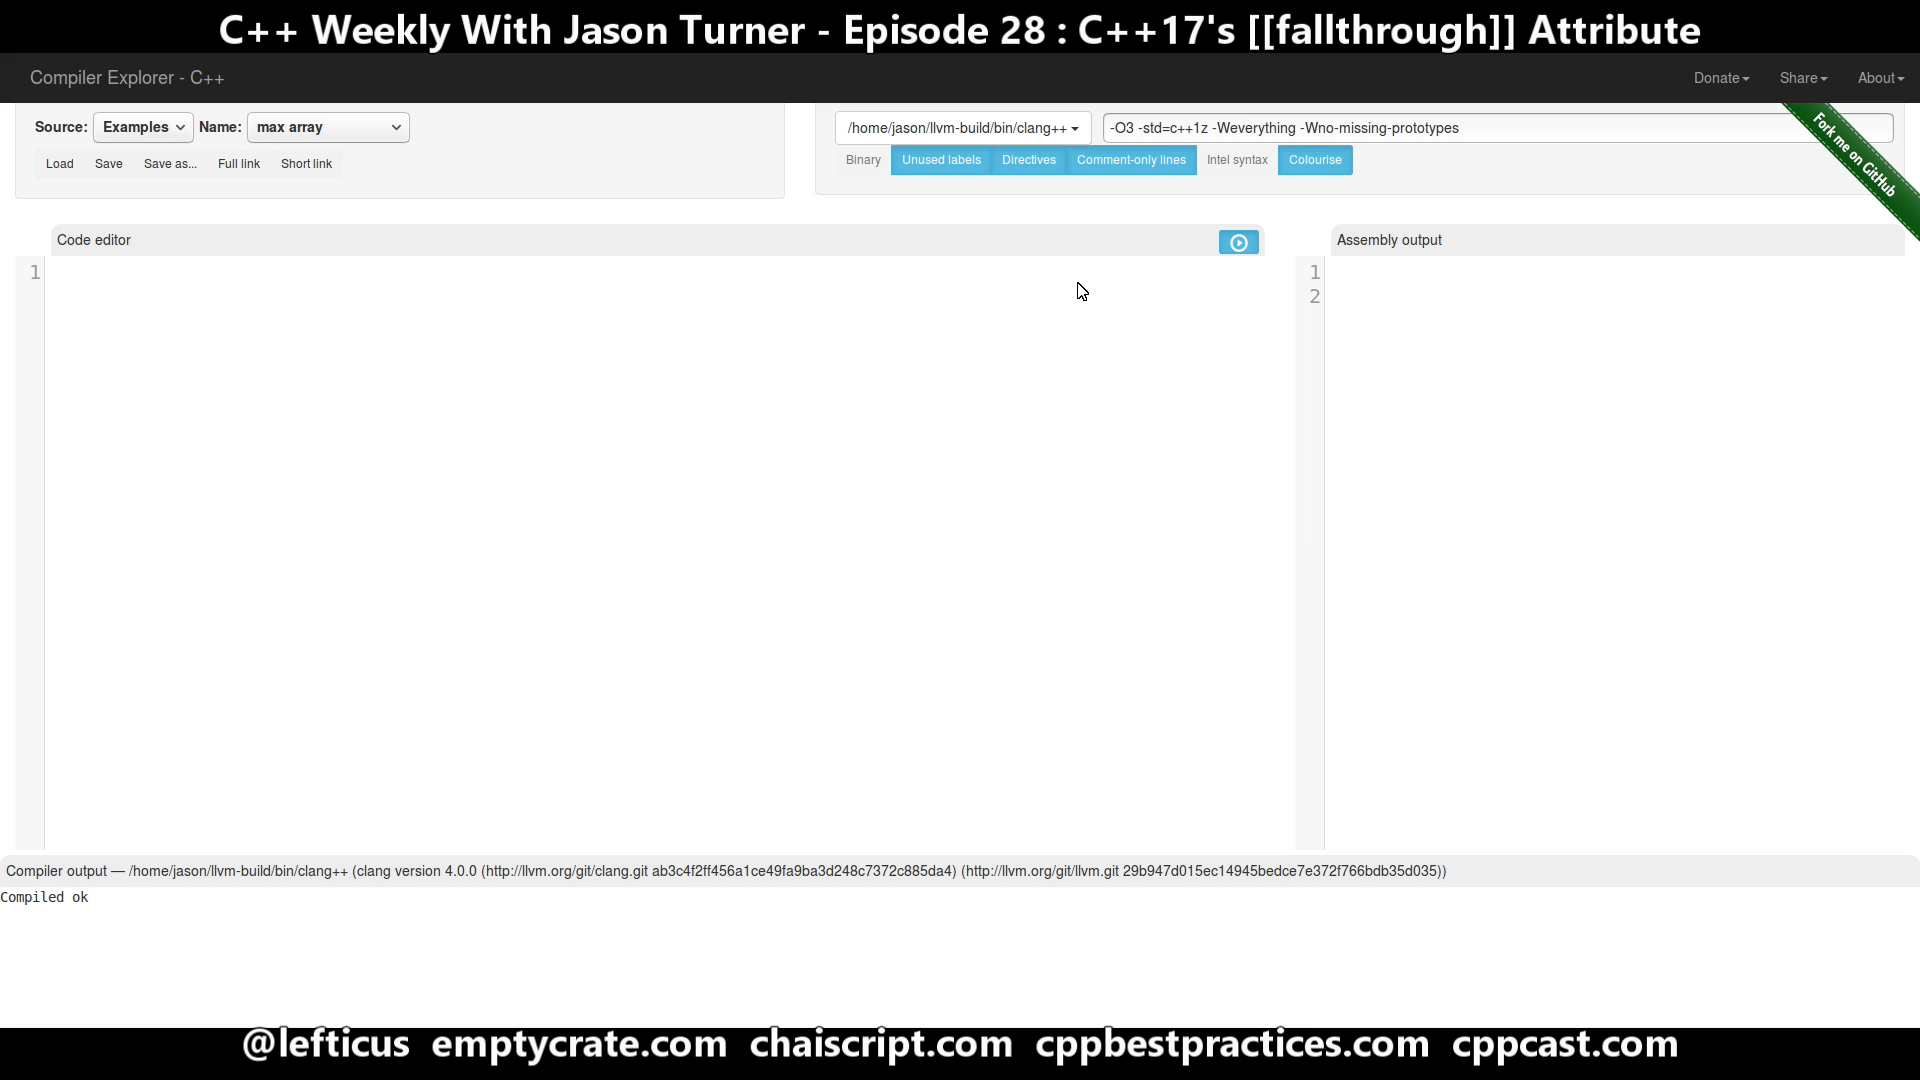 C++ Weekly With Jason Turner - Episode 28 : C++17's [[fallthrough]] Attribute
Compiler Explorer - C++
Donate
Share
About
Source: Examples Name: max array
/home/jason/llvm-build/bin/clang++
-O3 -std=c++1z -Weverything -Wno-missing-prototypes
Load Save Save as... Full link Short link
Binary Unused labels Directives Comment-only lines Intel syntax Colourise
Fork me on GitHub
Code editor
Assembly output
1
1
2
Compiler output — /home/jason/llvm-build/bin/clang++ (clang version 4.0.0 (http://llvm.org/git/clang.git ab3c4f2ff456a1ce49fa9ba3d248c7372c885da4) (http://llvm.org/git/llvm.git 29b947d015ec14945bedce7e372f766bdb35d035))
Compiled ok
@lefticus emptycrate.com chaiscript.com cppbestpractices.com cppcast.com